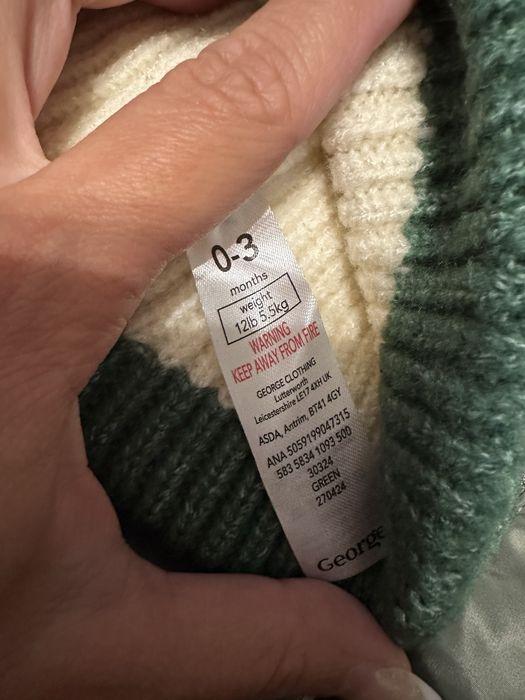 0-3
months
weight
12lb 5.5kg
WARNING
KEEP AWAY FROM FIRE
GEORGE CLOTHING
Lutterworth
Leicestershire LE17 4XH UK
ASDA, Antrim, BT41 4GY
ANA 5059199047315
583 5834 1093 500
30324
GREEN
270424
George